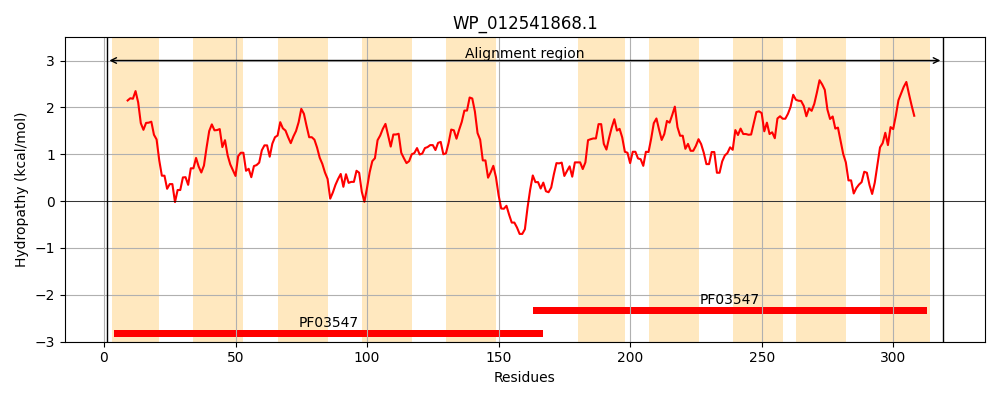 WP_012541868.1
Alignment region
Hydropathy (kcal/mol)
3
2
1
0
−1
−2
−3
PF03547
PF03547
0
50
100
150
200
250
300
Residues